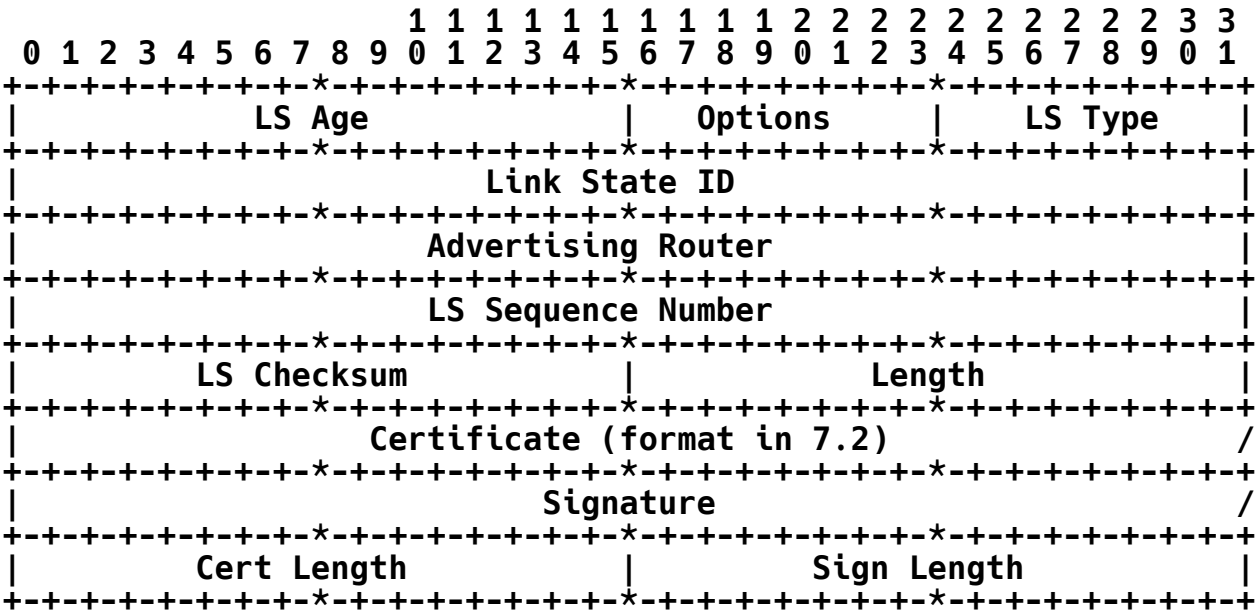 1 1 1 1 1 1 1 1 1 1 2 2 2 2 2 2 2 2 2 2 3 3
 0 1 2 3 4 5 6 7 8 9 0 1 2 3 4 5 6 7 8 9 0 1 2 3 4 5 6 7 8 9 0 1
+-+-+-+-+-+-+-+-*-+-+-+-+-+-+-+-*-+-+-+-+-+-+-+-*-+-+-+-+-+-+-+-+
|            LS Age             |   Options     |    LS Type    |
+-+-+-+-+-+-+-+-*-+-+-+-+-+-+-+-*-+-+-+-+-+-+-+-*-+-+-+-+-+-+-+-+
|                        Link State ID                          |
+-+-+-+-+-+-+-+-*-+-+-+-+-+-+-+-*-+-+-+-+-+-+-+-*-+-+-+-+-+-+-+-+
|                     Advertising Router                        |
+-+-+-+-+-+-+-+-*-+-+-+-+-+-+-+-*-+-+-+-+-+-+-+-*-+-+-+-+-+-+-+-+
|                     LS Sequence Number                        |
+-+-+-+-+-+-+-+-*-+-+-+-+-+-+-+-*-+-+-+-+-+-+-+-*-+-+-+-+-+-+-+-+
|         LS Checksum           |            Length             |
+-+-+-+-+-+-+-+-*-+-+-+-+-+-+-+-*-+-+-+-+-+-+-+-*-+-+-+-+-+-+-+-+
|                  Certificate (format in 7.2)                  /
+-+-+-+-+-+-+-+-*-+-+-+-+-+-+-+-*-+-+-+-+-+-+-+-*-+-+-+-+-+-+-+-+
|                           Signature                           /
+-+-+-+-+-+-+-+-*-+-+-+-+-+-+-+-*-+-+-+-+-+-+-+-*-+-+-+-+-+-+-+-+
|         Cert Length           |         Sign Length           |
+-+-+-+-+-+-+-+-*-+-+-+-+-+-+-+-*-+-+-+-+-+-+-+-*-+-+-+-+-+-+-+-+